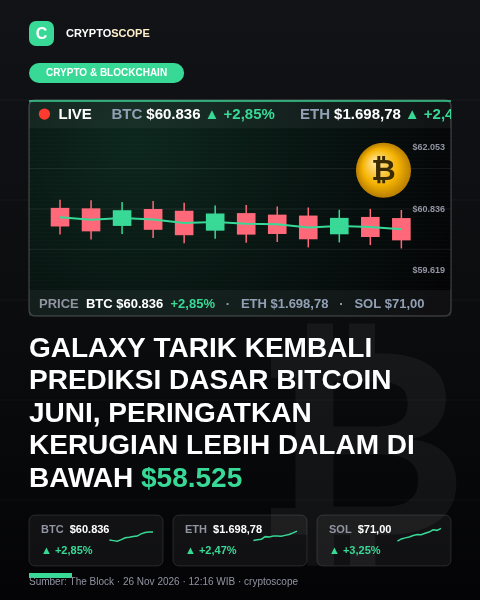 C CRYPTOSCOPE
CRYPTO & BLOCKCHAIN
LIVE BTC $60.836 ▲ +2,85% ETH $1.698,78 ▲ +2,4
$62.053
$60.836
$59.619
PRICE BTC $60.836 +2,85% · ETH $1.698,78 · SOL $71,00
GALAXY TARIK KEMBALI
PREDIKSI DASAR BITCOIN
JUNI, PERINGATKAN
KERUGIAN LEBIH DALAM DI
BAWAH $58.525
BTC $60.836
▲ +2,85%
ETH $1.698,78
▲ +2,47%
SOL $71,00
▲ +3,25%
Sumber: The Block · 26 Nov 2026 · 12:16 WIB · cryptoscope